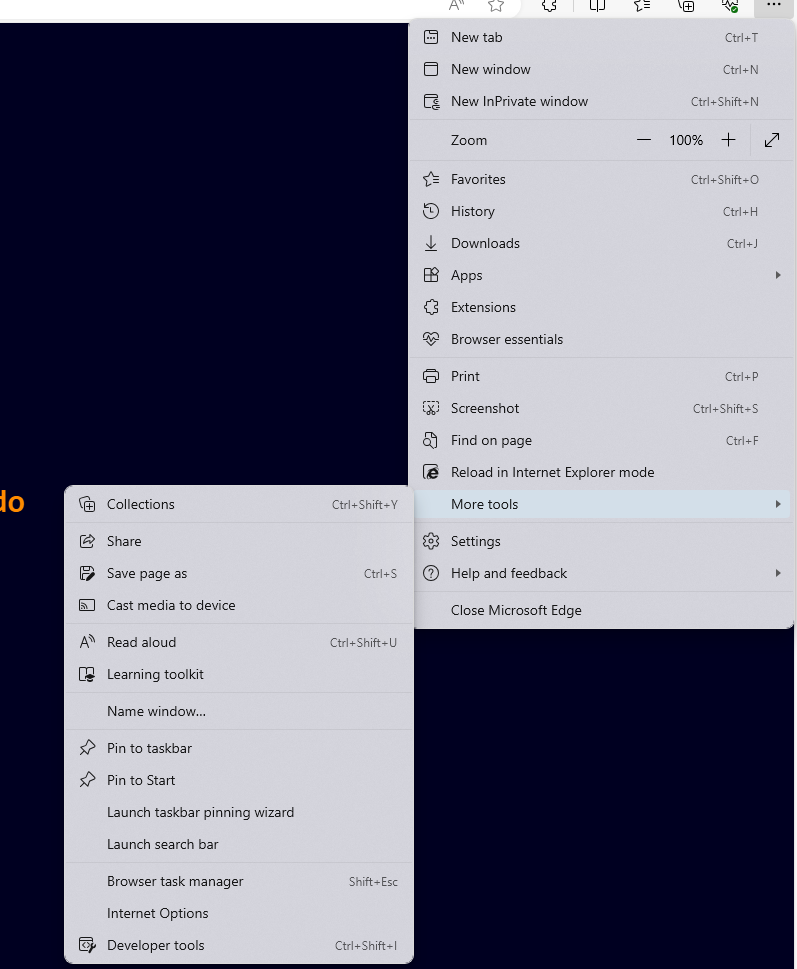 New tab Ctrl+T
New window Ctrl+N
New InPrivate window Ctrl+Shift+N
Zoom — 100% +
Favorites Ctrl+Shift+O
History Ctrl+H
Downloads Ctrl+J
Apps
Extensions
Browser essentials
Print Ctrl+P
Screenshot Ctrl+Shift+S
Find on page Ctrl+F
Reload in Internet Explorer mode
More tools
Settings
Help and feedback
Close Microsoft Edge
do
Collections Ctrl+Shift+Y
Share
Save page as Ctrl+S
Cast media to device
Read aloud Ctrl+Shift+U
Learning toolkit
Name window...
Pin to taskbar
Pin to Start
Launch taskbar pinning wizard
Launch search bar
Browser task manager Shift+Esc
Internet Options
Developer tools Ctrl+Shift+I